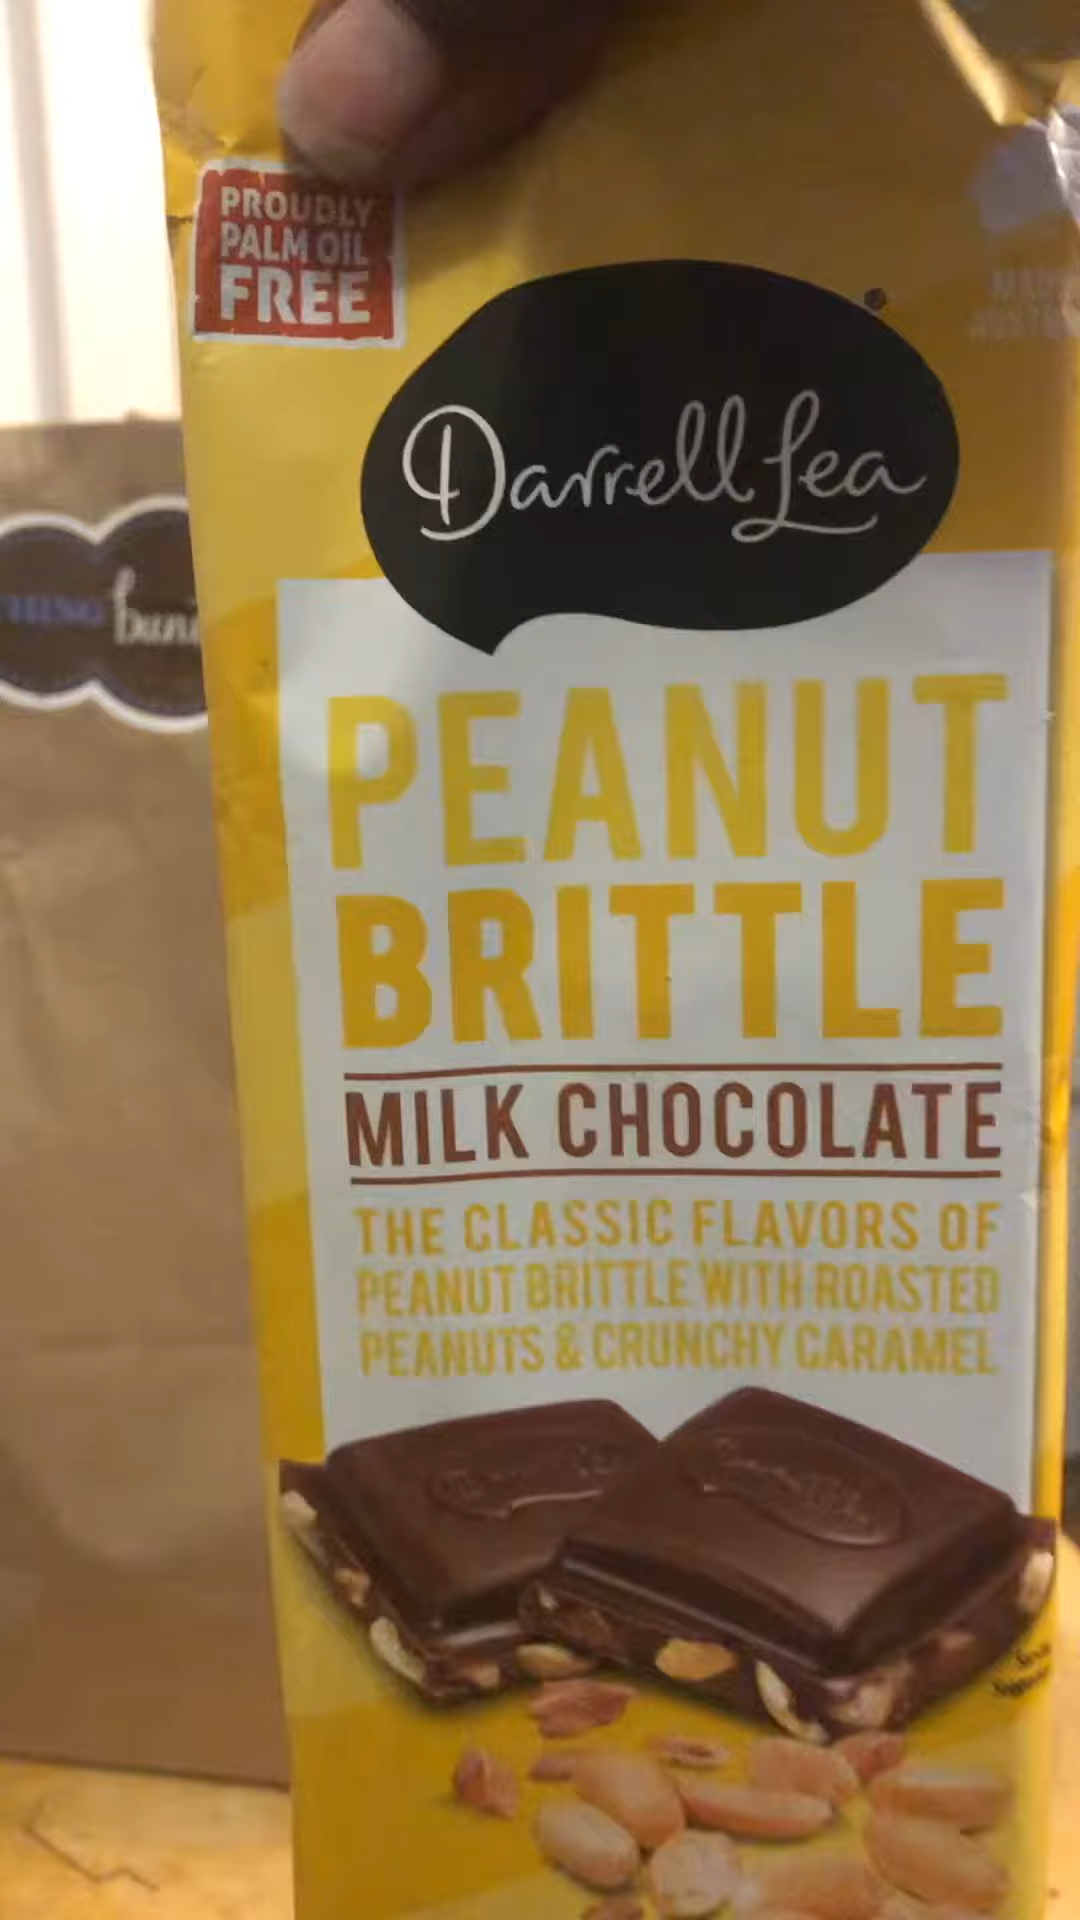 PROUDLY
PALM OIL
FREE
Darrell Lea
®
PEANUT
BRITTLE
MILK CHOCOLATE
THE CLASSIC FLAVORS OF
PEANUT BRITTLE WITH ROASTED
PEANUTS & CRUNCHY CARAMEL